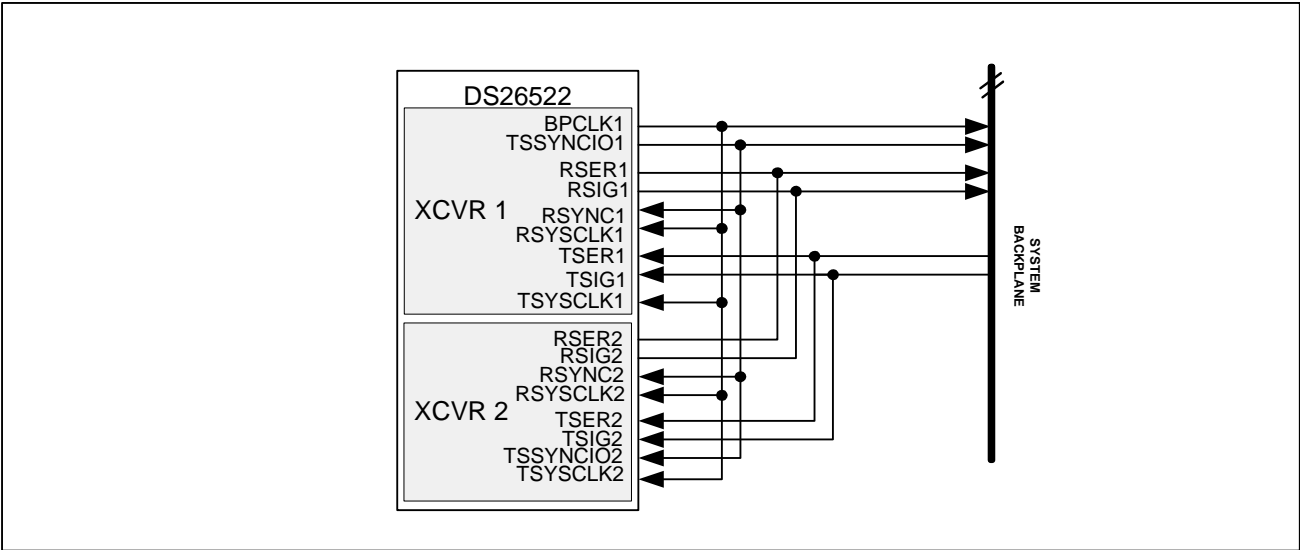 DS26522
BPCLK1
TSSYNCIO1
RSER1
RSIG1
XCVR 1
RSYNC1
RSYSCLK1
TSER1
TSIG1
TSYSCLK1
RSER2
RSIG2
RSYNC2
RSYSCLK2
XCVR 2
TSER2
TSIG2
TSSYNCIO2
TSYSCLK2
SYSTEM
BACKPLANE